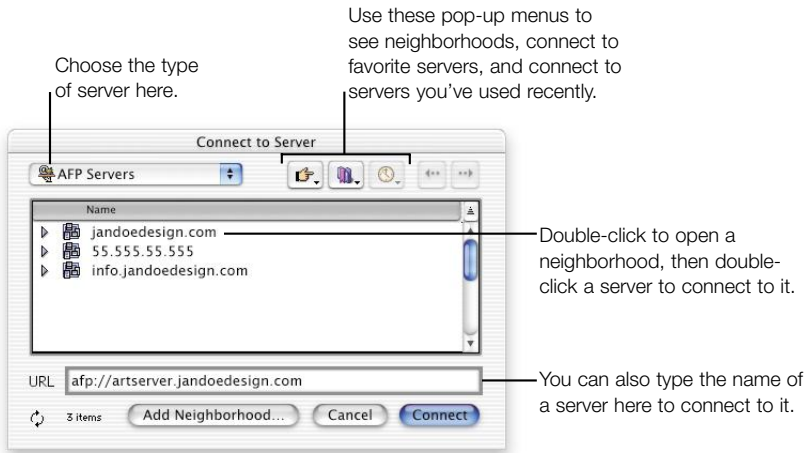 Use these pop-up menus to
see neighborhoods, connect to
favorite servers, and connect to
servers you've used recently.
Choose the type
of server here.
Connect to Server
AFP Servers
Name
jandoedesign.com
55.555.55.555
info.jandoedesign.com
Double-click to open a
neighborhood, then double-
click a server to connect to it.
URL afp://artserver.jandoedesign.com
You can also type the name of
a server here to connect to it.
3 items Add Neighborhood... Cancel Connect